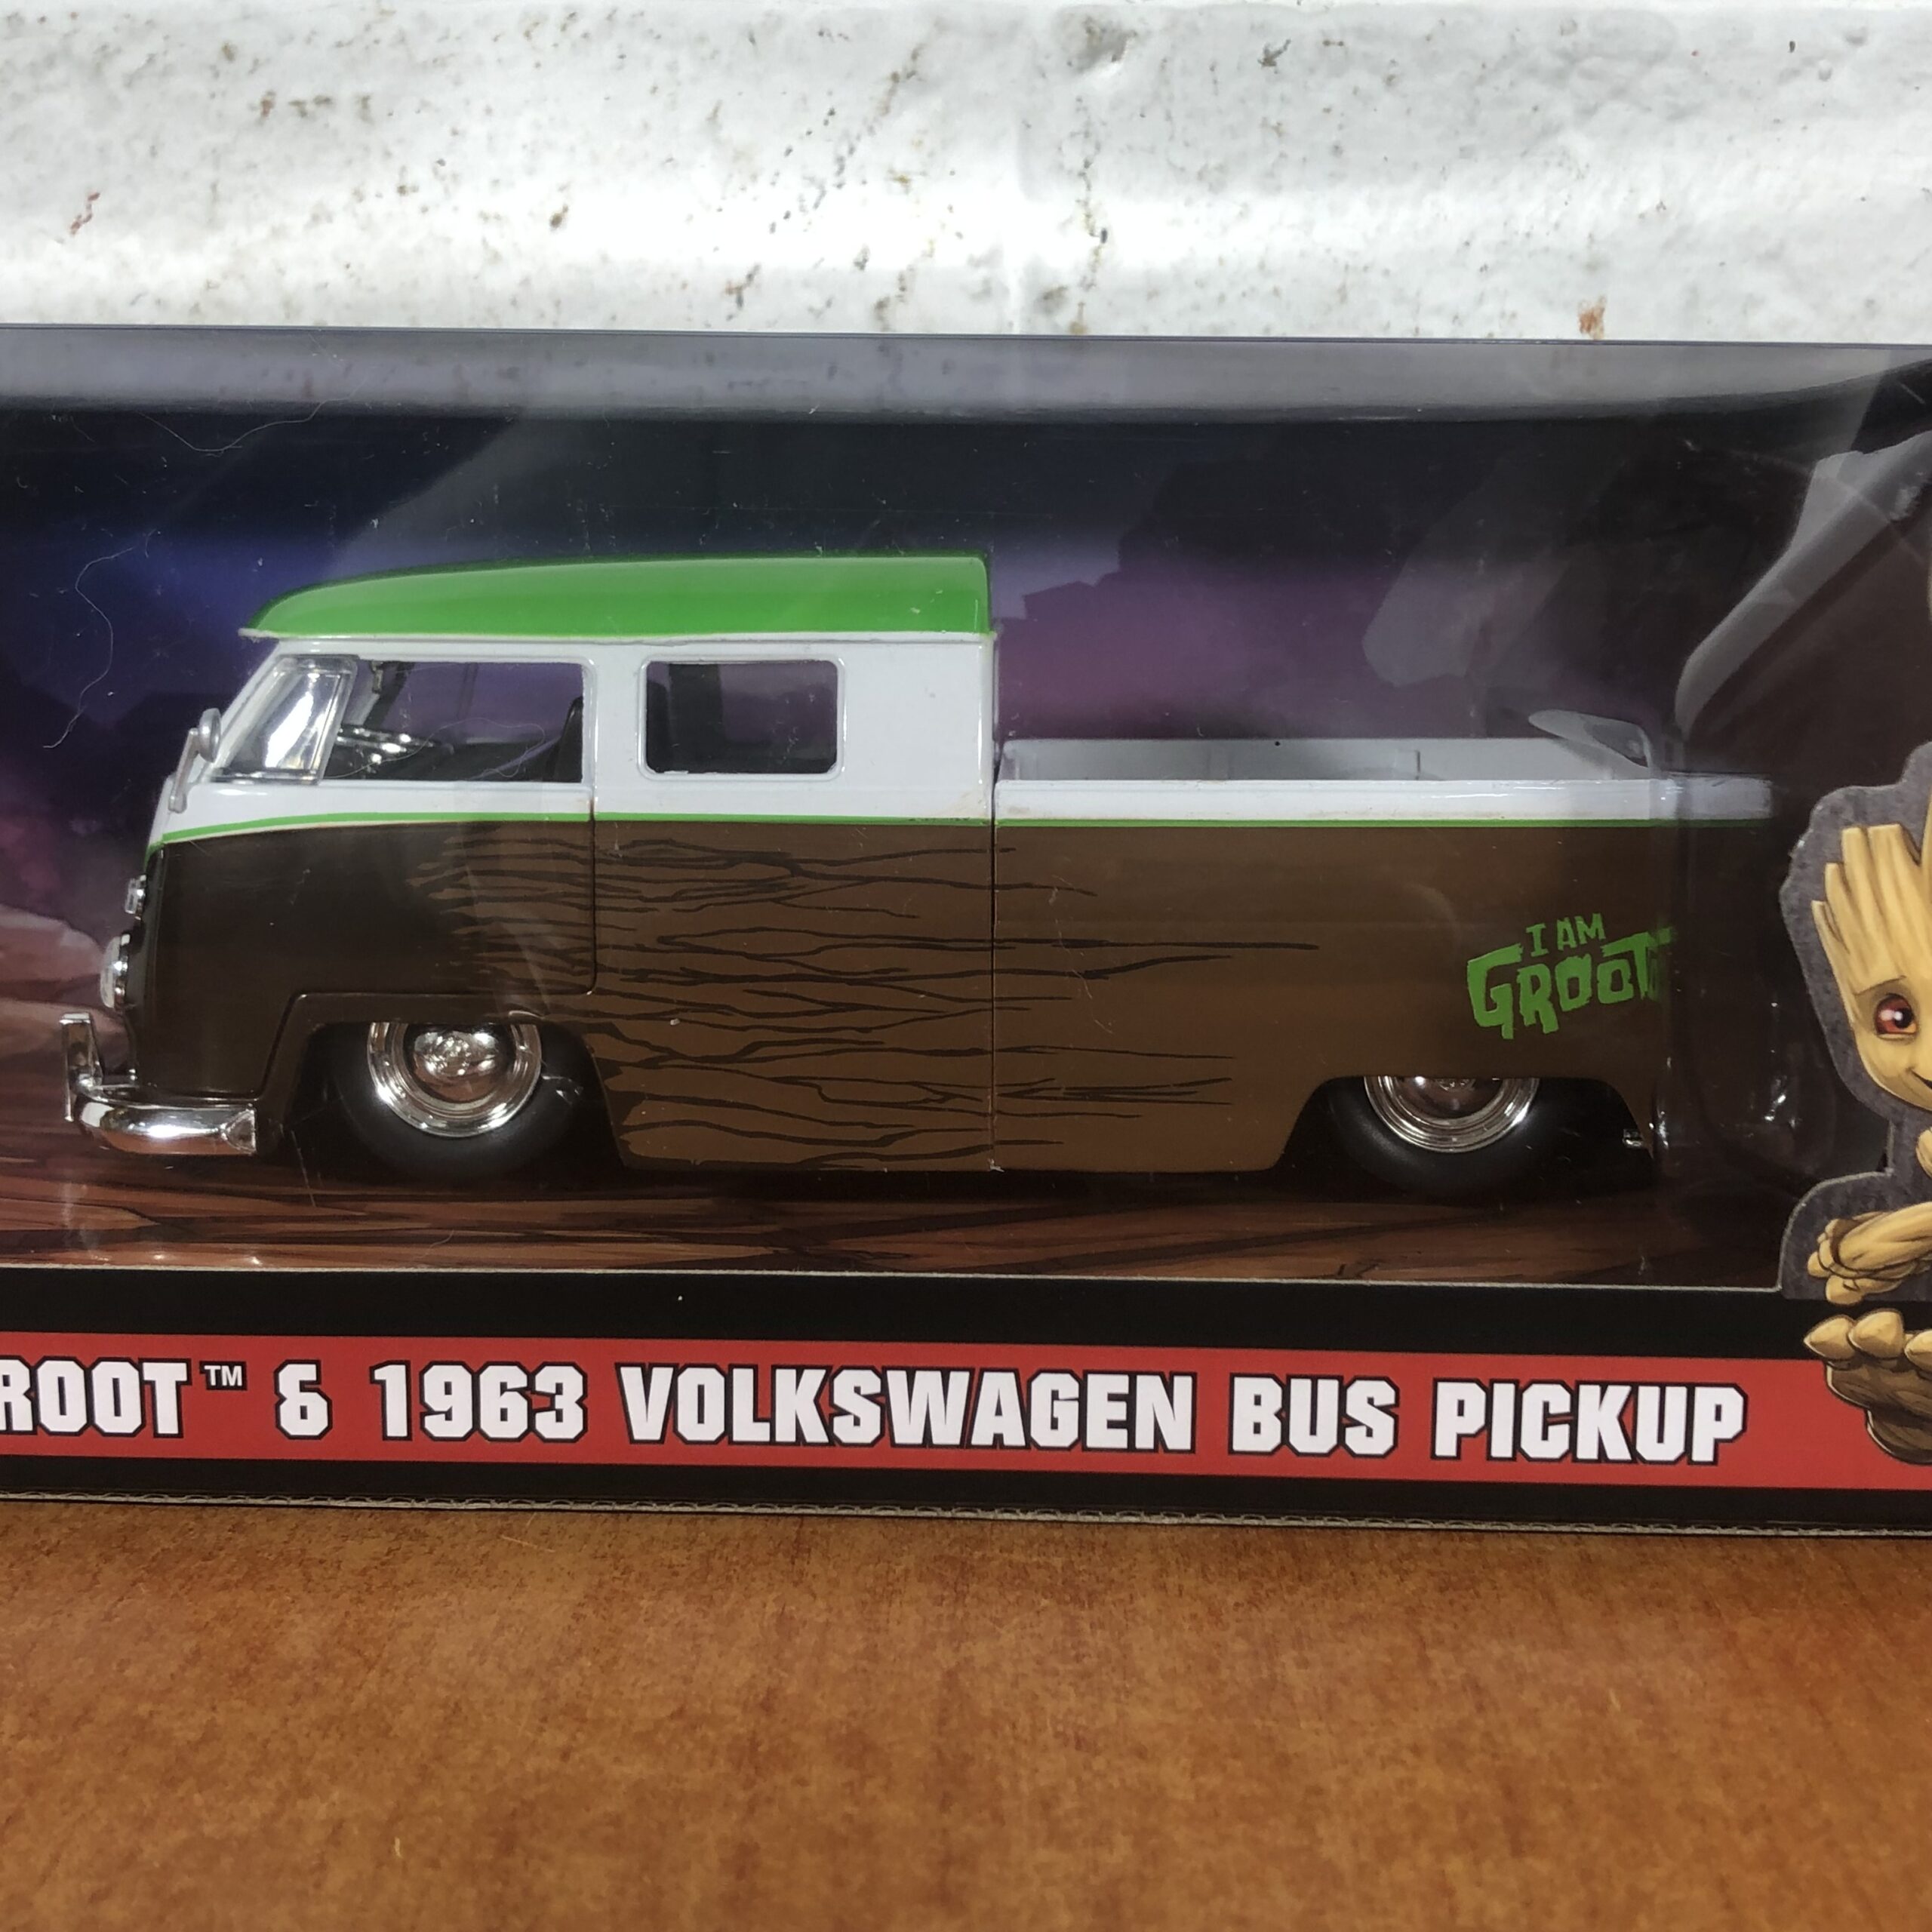 I AM
GROOT
ROOT™ & 1963 VOLKSWAGEN BUS PICKUP